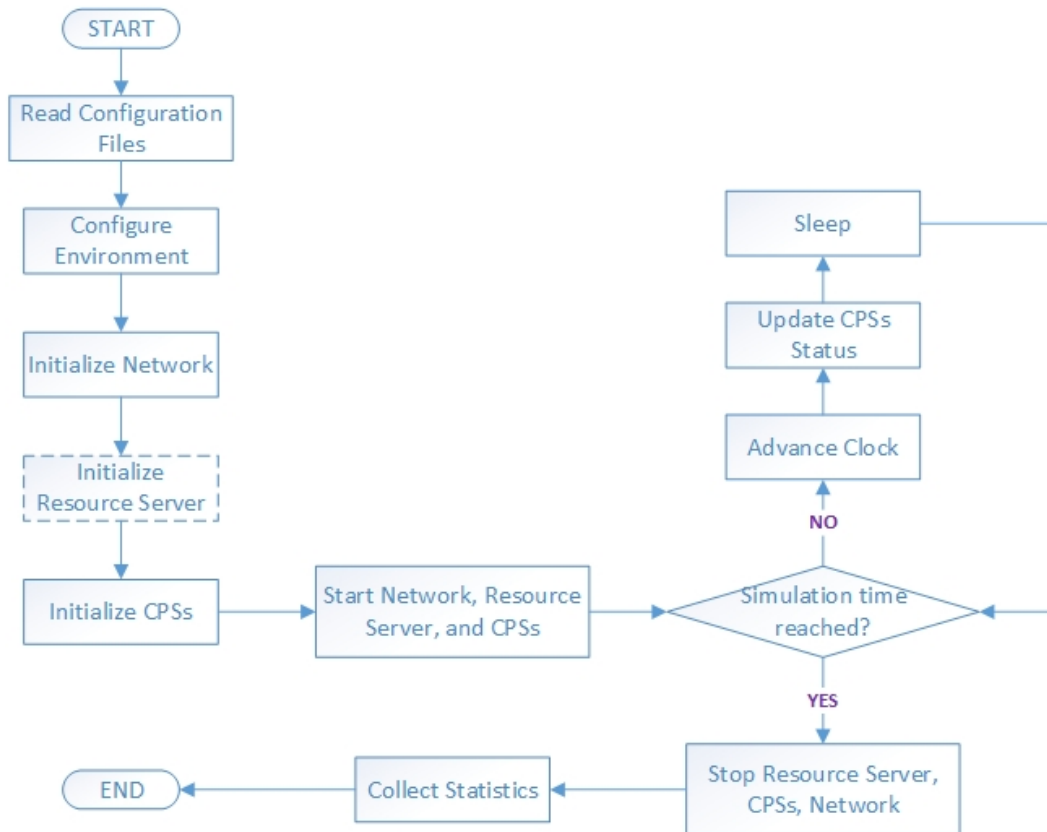 START
Read Configuration
Files
Configure
Environment
Initialize Network
Initialize
Resource Server
Initialize CPSs
Start Network, Resource
Server, and CPSs
Simulation time
reached?
NO
Advance Clock
Update CPSs
Status
Sleep
YES
Stop Resource Server,
CPSs, Network
Collect Statistics
END